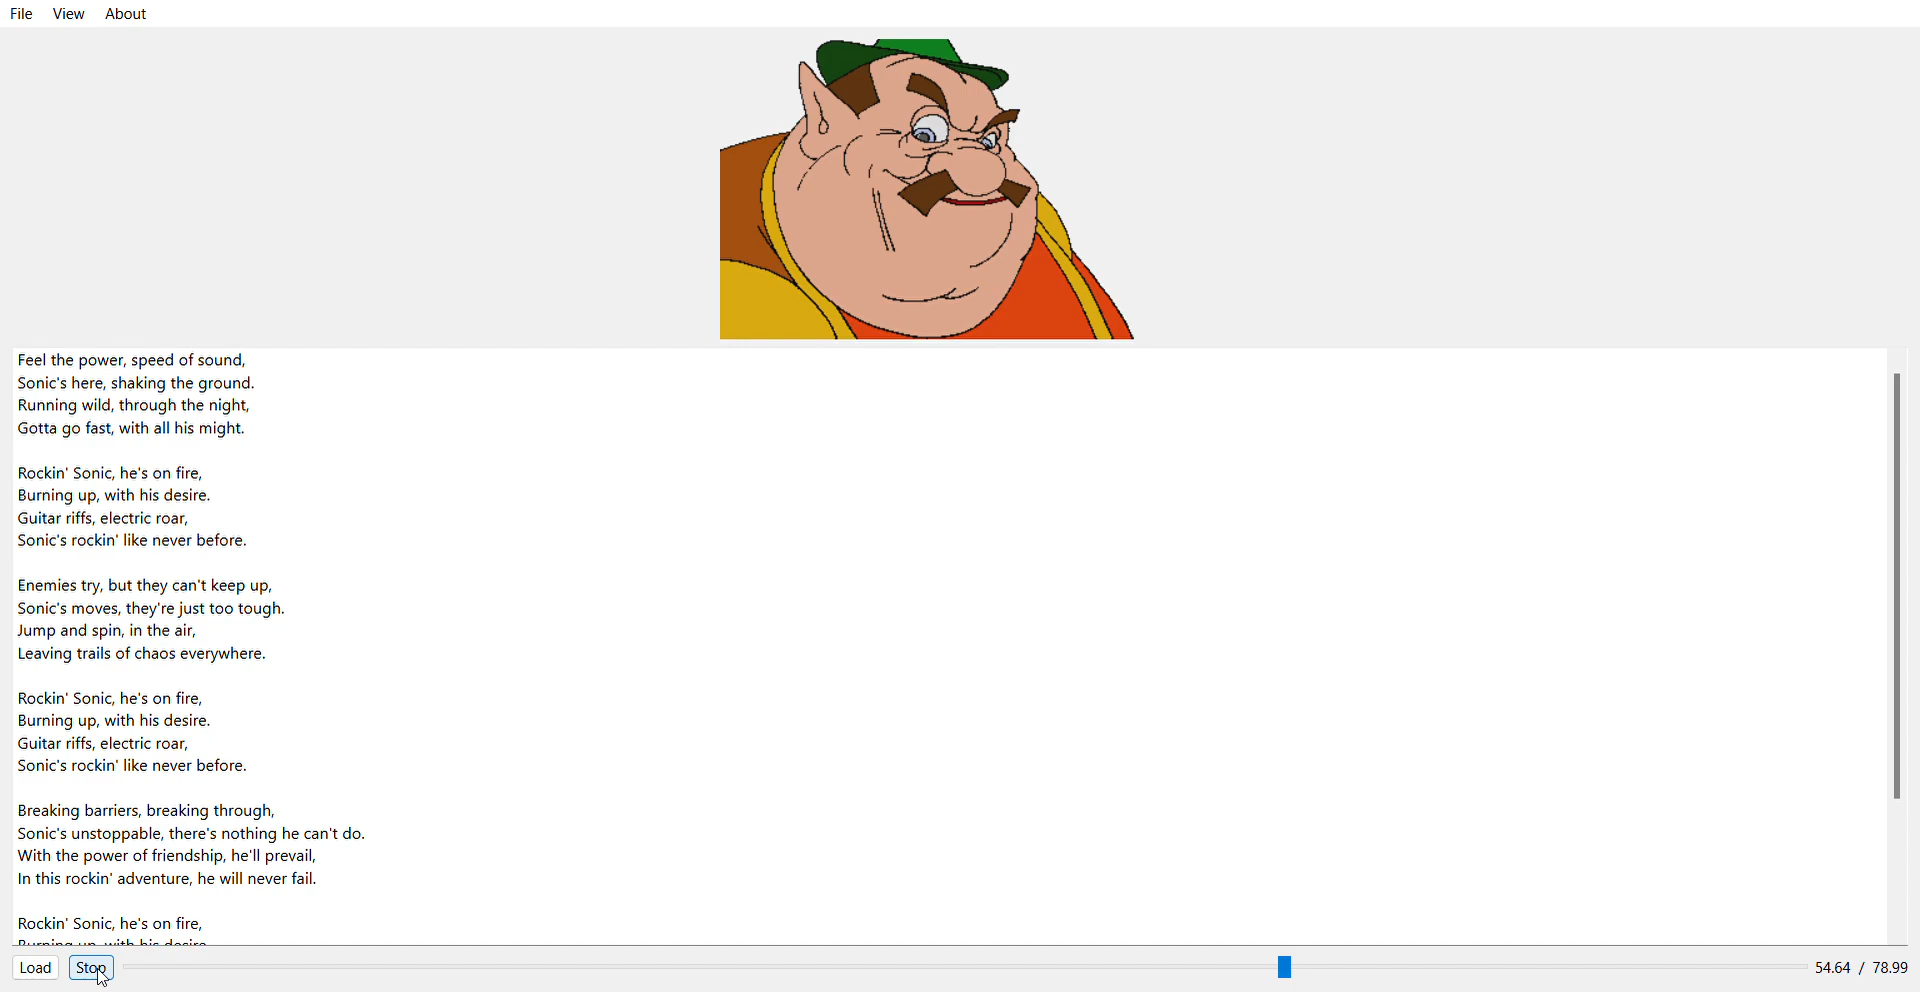 File View About
Feel the power, speed of sound,
Sonic's here, shaking the ground.
Running wild, through the night,
Gotta go fast, with all his might.
Rockin' Sonic, he's on fire,
Burning up, with his desire.
Guitar riffs, electric roar,
Sonic's rockin' like never before.
Enemies try, but they can't keep up,
Sonic's moves, they're just too tough.
Jump and spin, in the air,
Leaving trails of chaos everywhere.
Rockin' Sonic, he's on fire,
Burning up, with his desire.
Guitar riffs, electric roar,
Sonic's rockin' like never before.
Breaking barriers, breaking through,
Sonic's unstoppable, there's nothing he can't do.
With the power of friendship, he'll prevail,
In this rockin' adventure, he will never fail.
Rockin' Sonic, he's on fire,
Burning up, with his desire.
Load Stop 54.64 / 78.99